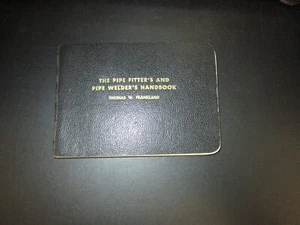 THE PIPE FITTER'S AND
PIPE WELDER'S HANDBOOK
THOMAS W. FRANKLAND